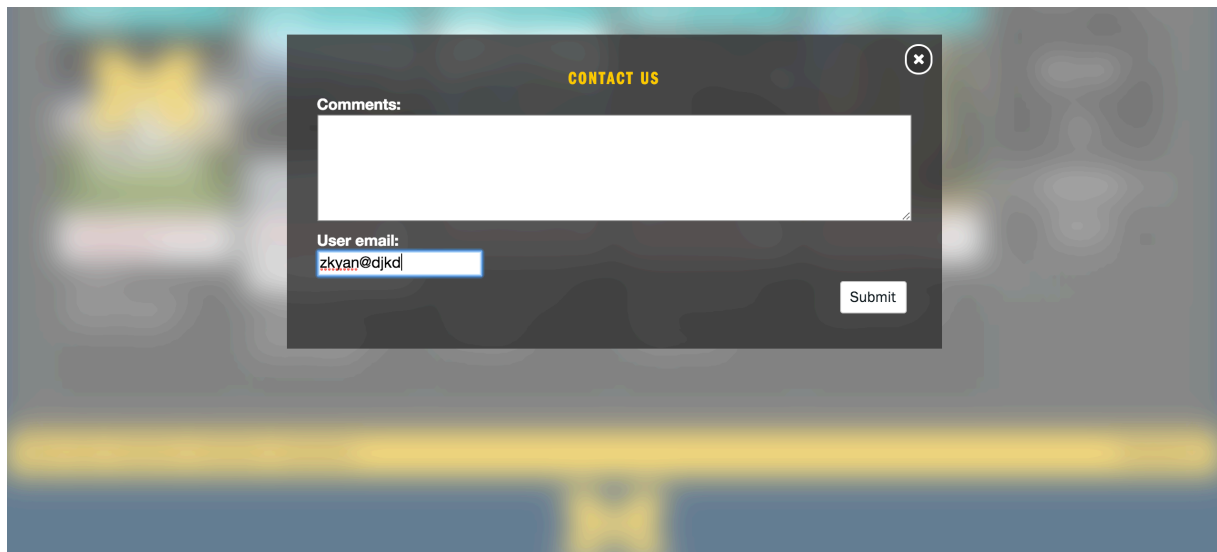 CONTACT US
Comments:
User email:
zkyan@djkd
Submit